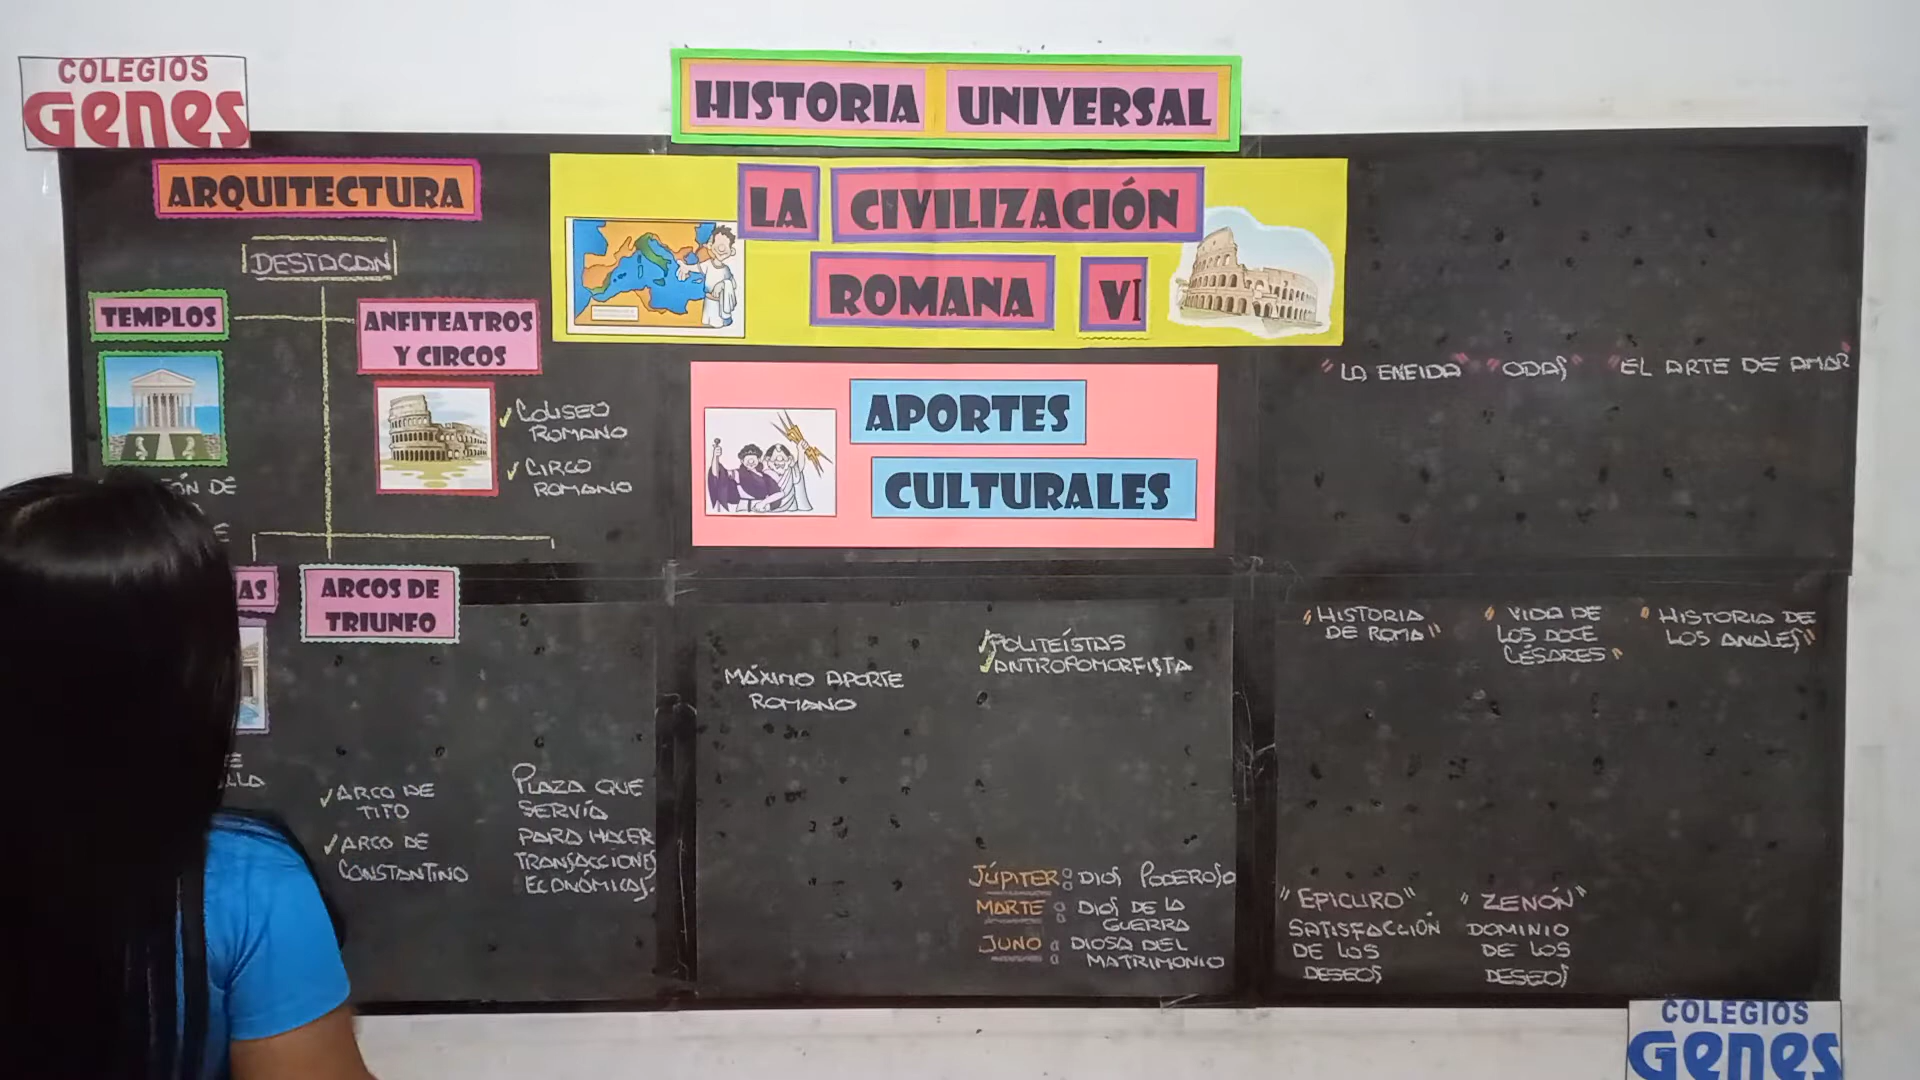 COLEGIOS
GENES
HISTORIA UNIVERSAL
LA CIVILIZACIÓN
ROMANA VI
ARQUITECTURA
DESTACAN
TEMPLOS
ANFITEATROS
Y CIRCOS
COLISEO
ROMANO
CIRCO
ROMANO
DE
ARCOS DE
TRIUNFO
ARCO DE
TITO
ARCO DE
CONSTANTINO
PLAZA QUE
SERVÍA
PARA HACER
TRANSACCIONES
ECONÓMICAS.
APORTES
CULTURALES
MÁXIMO APORTE
ROMANO
POLITEÍSTAS
ANTROPOMORFISTA
JÚPITER: DIOS PODEROSO
MARTE: DIOS DE LA
GUERRA
JUNO: DIOSA DEL
MATRIMONIO
"LA ENEIDA" "ODAS" "EL ARTE DE AMAR"
"HISTORIA
DE ROMA"
"VIDA DE
LOS DOCE
CÉSARES"
"HISTORIA DE
LOS ANALES"
"EPICURO"
SATISFACCIÓN
DE LOS
DESEOS
"ZENÓN"
DOMINIO
DE LOS
DESEOS
COLEGIOS
GENES